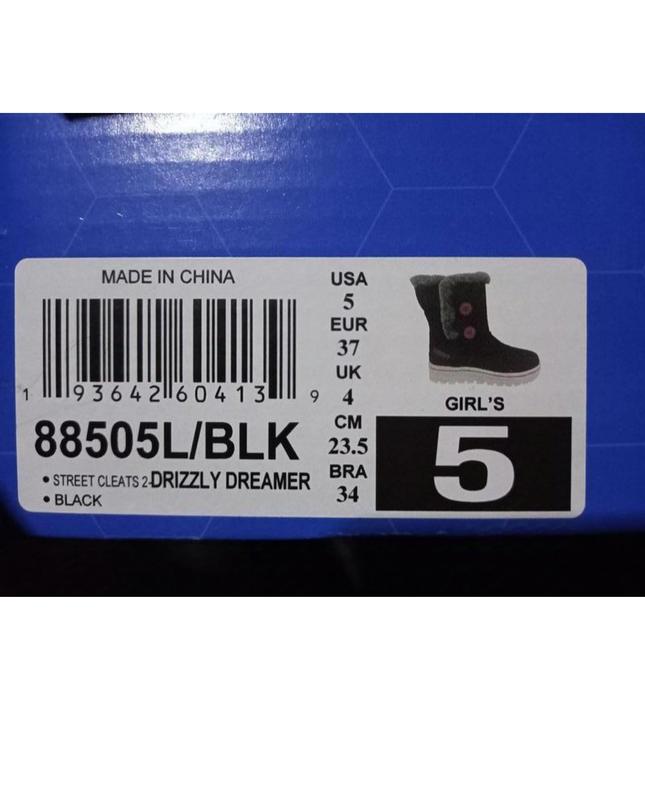 MADE IN CHINA
1 93642 60413 9
88505L/BLK
• STREET CLEATS 2-DRIZZLY DREAMER
• BLACK
USA
5
EUR
37
UK
4
CM
23.5
BRA
34
GIRL'S
5